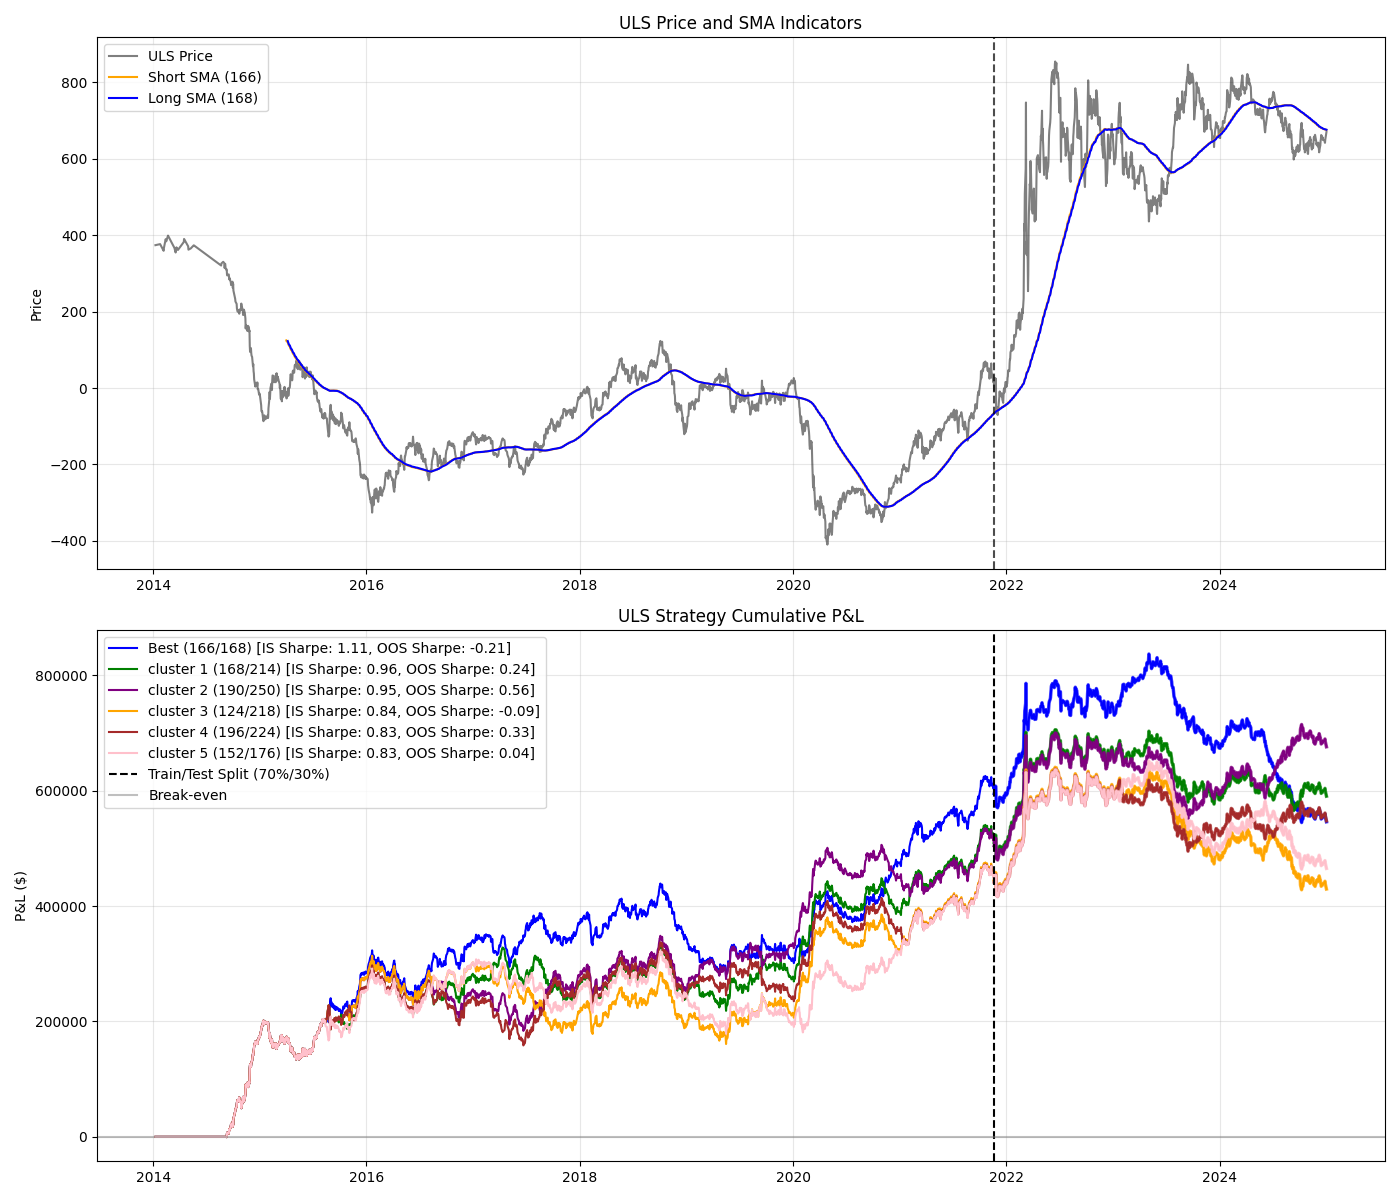 ULS Price and SMA Indicators
ULS Price
Short SMA (166)
Long SMA (168)
Price
800
600
400
200
0
−200
−400
2014 2016 2018 2020 2022 2024
ULS Strategy Cumulative P&L
Best (166/168) [IS Sharpe: 1.11, OOS Sharpe: -0.21]
cluster 1 (168/214) [IS Sharpe: 0.96, OOS Sharpe: 0.24]
cluster 2 (190/250) [IS Sharpe: 0.95, OOS Sharpe: 0.56]
cluster 3 (124/218) [IS Sharpe: 0.84, OOS Sharpe: -0.09]
cluster 4 (196/224) [IS Sharpe: 0.83, OOS Sharpe: 0.33]
cluster 5 (152/176) [IS Sharpe: 0.83, OOS Sharpe: 0.04]
Train/Test Split (70%/30%)
Break-even
P&L ($)
800000
600000
400000
200000
0
2014 2016 2018 2020 2022 2024